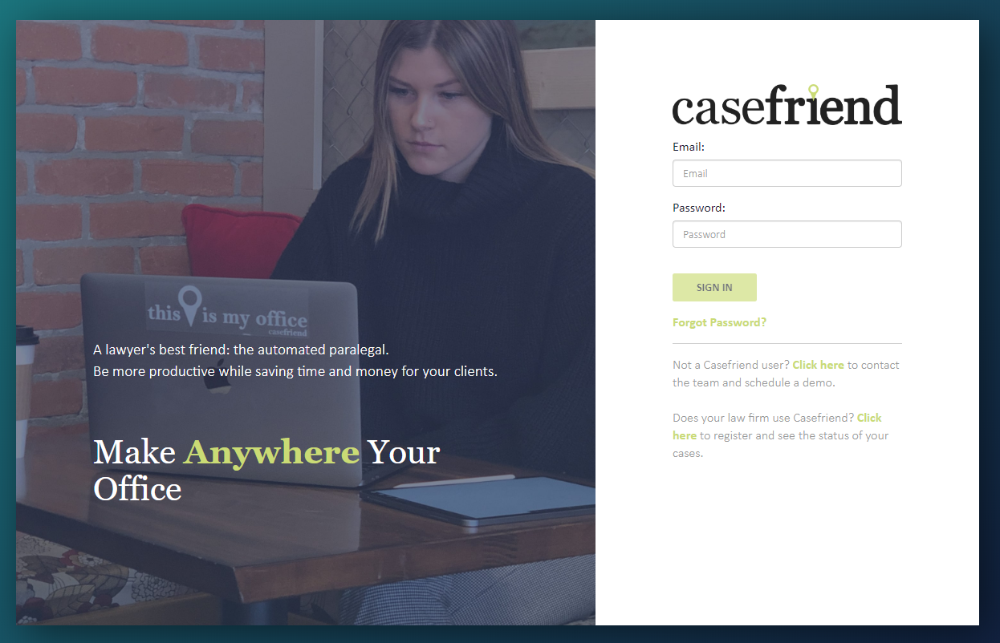 this is my office
casefriend
A lawyer's best friend: the automated paralegal.
Be more productive while saving time and money for your clients.
Make Anywhere Your
Office
casefriend
Email:
Email
Password:
Password
SIGN IN
Forgot Password?
Not a Casefriend user? Click here to contact
the team and schedule a demo.
Does your law firm use Casefriend? Click
here to register and see the status of your
cases.